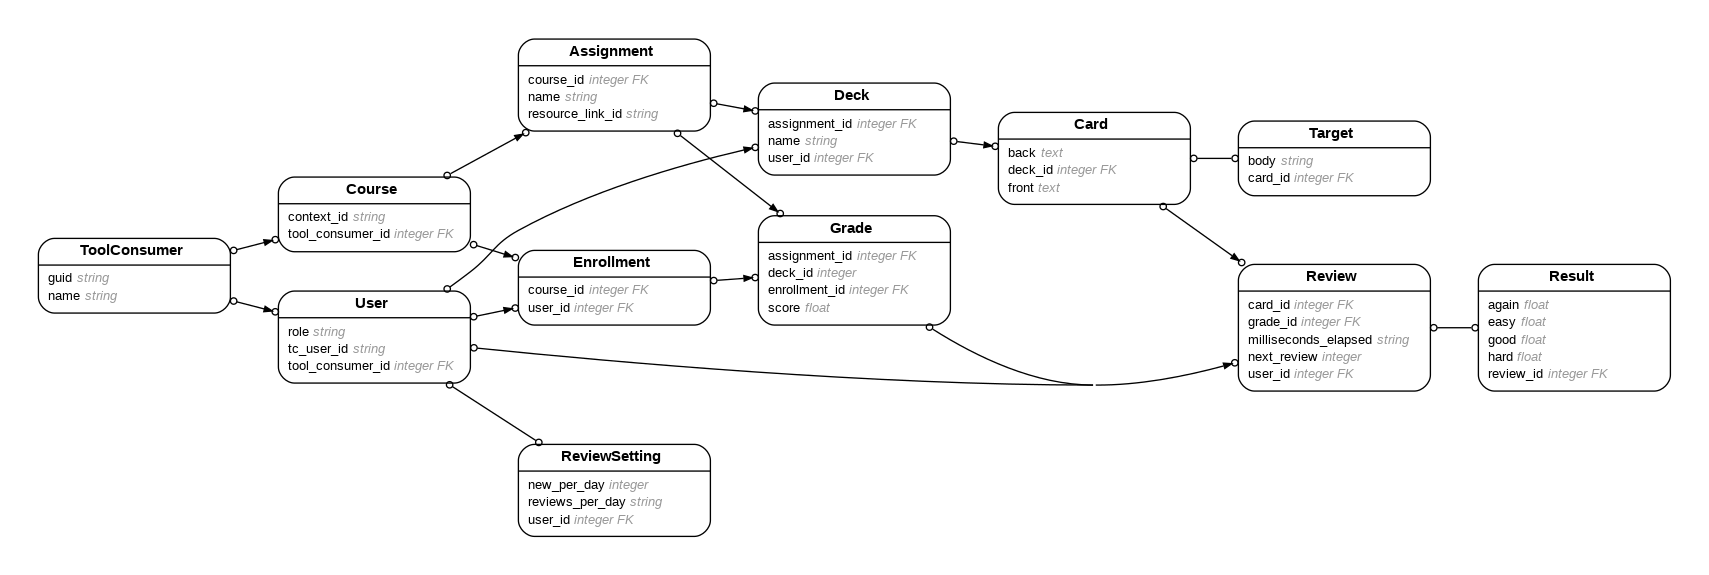 Assignment
course_id integer FK
name string
resource_link_id string
Deck
assignment_id integer FK
name string
user_id integer FK
Card
back text
deck_id integer FK
front text
Target
body string
card_id integer FK
Course
context_id string
tool_consumer_id integer FK
ToolConsumer
guid string
name string
Enrollment
course_id integer FK
user_id integer FK
Grade
assignment_id integer FK
deck_id integer
enrollment_id integer FK
score float
User
role string
tc_user_id string
tool_consumer_id integer FK
Review
card_id integer FK
grade_id integer FK
milliseconds_elapsed string
next_review integer
user_id integer FK
Result
again float
easy float
good float
hard float
review_id integer FK
ReviewSetting
new_per_day integer
reviews_per_day string
user_id integer FK